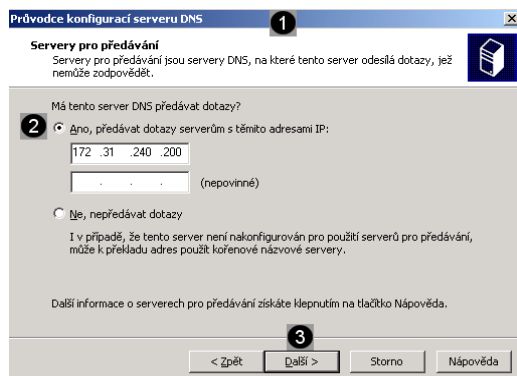 Průvodce konfigurací serveru DNS
1
Servery pro předávání
Servery pro předávání jsou servery DNS, na které tento server odesílá dotazy, jež
nemůže zodpovědět.
Má tento server DNS předávat dotazy?
2
Ano, předávat dotazy serverům s těmito adresami IP:
172 .31 .240 .200
. . . (nepovinné)
Ne, nepředávat dotazy
I v případě, že tento server není nakonfigurován pro použití serverů pro předávání,
může k překladu adres použít kořenové názvové servery.
Další informace o serverech pro předávání získáte klepnutím na tlačítko Nápověda.
3
< Zpět Další > Storno Nápověda